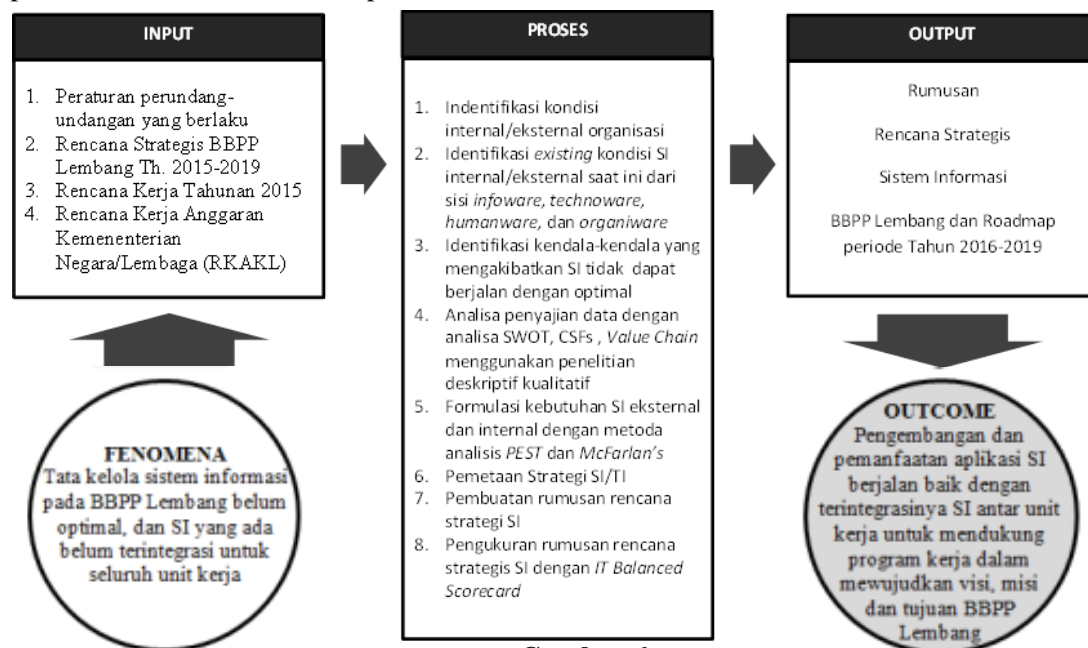 INPUT
1. Peraturan perundang-
undangan yang berlaku
2. Rencana Strategis BBPP
Lembang Th. 2015-2019
3. Rencana Kerja Tahunan 2015
4. Rencana Kerja Anggaran
Kemenenterian
Negara/Lembaga (RKAKL)
FENOMENA
Tata kelola sistem informasi
pada BBPP Lembang belum
optimal, dan SI yang ada
belum terintegrasi untuk
seluruh unit kerja
PROSES
1. Indentifikasi kondisi
internal/eksternal organisasi
2. Identifikasi existing kondisi SI
internal/eksternal saat ini dari
sisi infoware, technoware,
humanware, dan organiware
3. Identifikasi kendala-kendala yang
mengakibatkan SI tidak dapat
berjalan dengan optimal
4. Analisa penyajian data dengan
analisa SWOT, CSFs , Value Chain
menggunakan penelitian
deskriptif kualitatif
5. Formulasi kebutuhan SI eksternal
dan internal dengan metoda
analisis PEST dan McFarlan's
6. Pemetaan Strategi SI/TI
7. Pembuatan rumusan rencana
strategi SI
8. Pengukuran rumusan rencana
strategis SI dengan IT Balanced
Scorecard
OUTPUT
Rumusan
Rencana Strategis
Sistem Informasi
BBPP Lembang dan Roadmap
periode Tahun 2016-2019
OUTCOME
Pengembangan dan
pemanfaatan aplikasi SI
berjalan baik dengan
terintegrasinya SI antar unit
kerja untuk mendukung
program kerja dalam
mewujudkan visi, misi
dan tujuan BBPP
Lembang